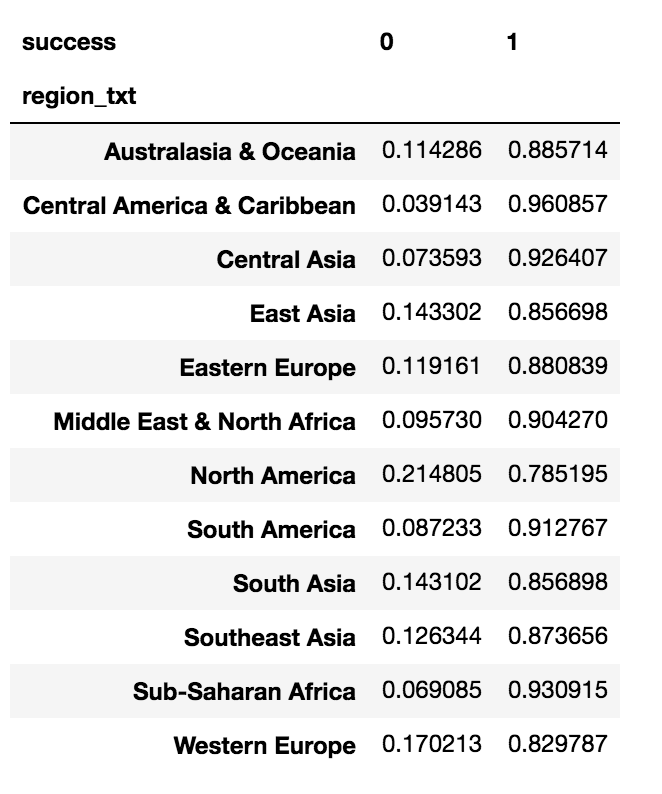 success 0 1
region_txt
Australasia & Oceania 0.114286 0.885714
Central America & Caribbean 0.039143 0.960857
Central Asia 0.073593 0.926407
East Asia 0.143302 0.856698
Eastern Europe 0.119161 0.880839
Middle East & North Africa 0.095730 0.904270
North America 0.214805 0.785195
South America 0.087233 0.912767
South Asia 0.143102 0.856898
Southeast Asia 0.126344 0.873656
Sub-Saharan Africa 0.069085 0.930915
Western Europe 0.170213 0.829787